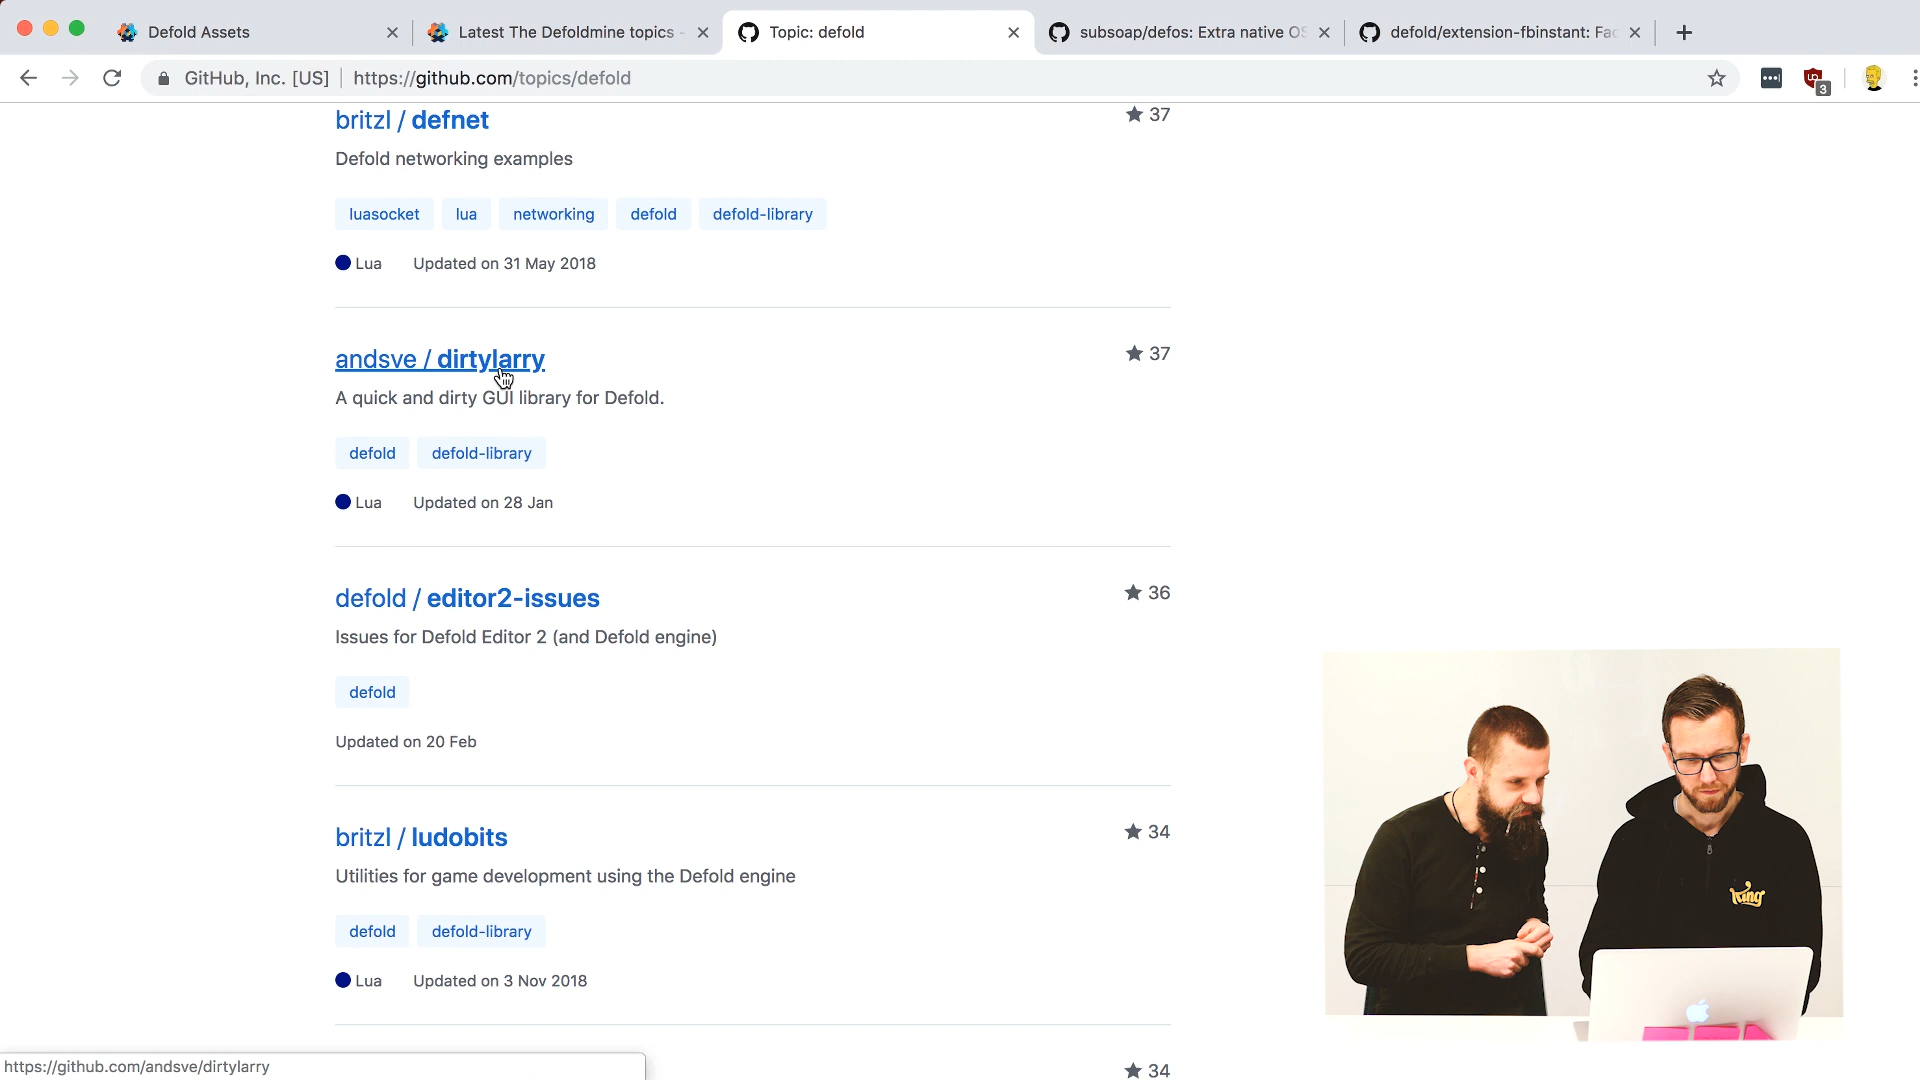 Defold Assets
Latest The Defoldmine topics -
Topic: defold
subsoap/defos: Extra native OS
defold/extension-fbinstant: Fac
GitHub, Inc. [US]
https://github.com/topics/defold
3
britzl / defnet
37
Defold networking examples
luasocket lua networking defold defold-library
Lua Updated on 31 May 2018
andsve / dirtylarry
37
A quick and dirty GUI library for Defold.
defold defold-library
Lua Updated on 28 Jan
defold / editor2-issues
36
Issues for Defold Editor 2 (and Defold engine)
defold
Updated on 20 Feb
britzl / ludobits
34
Utilities for game development using the Defold engine
defold defold-library
Lua Updated on 3 Nov 2018
34
King
https://github.com/andsve/dirtylarry